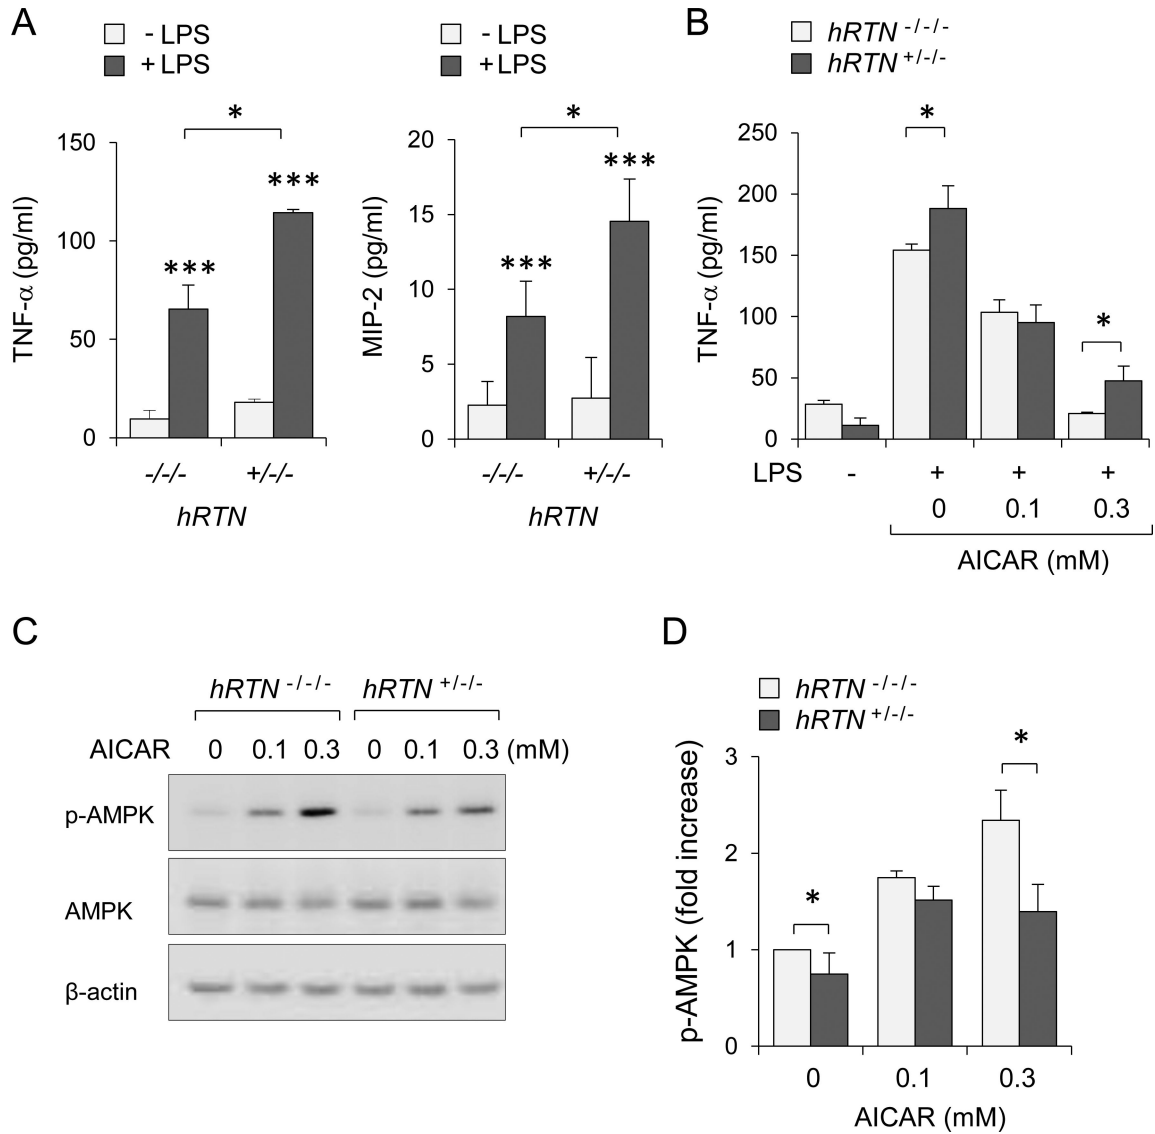 A
- LPS
+ LPS
*
150
100
50
0
TNF-α (pg/ml)
***
***
-/-/-
+/-/-
hRTN
- LPS
+ LPS
*
20
15
10
5
0
MIP-2 (pg/ml)
***
***
-/-/-
+/-/-
hRTN
B
hRTN -/-/-
hRTN +/-/-
250
200
150
100
50
0
TNF-α (pg/ml)
*
*
LPS - + + +
0 0.1 0.3
AICAR (mM)
C
hRTN -/-/- hRTN +/-/-
AICAR 0 0.1 0.3 0 0.1 0.3 (mM)
p-AMPK
AMPK
β-actin
D
hRTN -/-/-
hRTN +/-/-
3
2
1
0
p-AMPK (fold increase)
*
*
0 0.1 0.3
AICAR (mM)